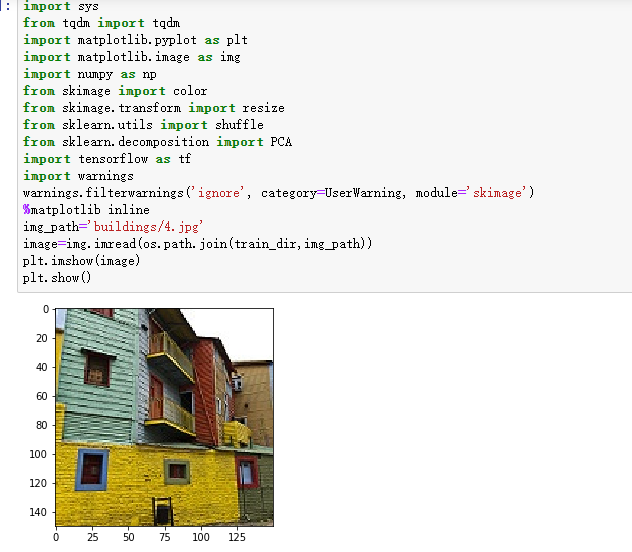 ]:
import sys
from tqdm import tqdm
import matplotlib.pyplot as plt
import matplotlib.image as img
import numpy as np
from skimage import color
from skimage.transform import resize
from sklearn.utils import shuffle
from sklearn.decomposition import PCA
import tensorflow as tf
import warnings
warnings.filterwarnings('ignore', category=UserWarning, module='skimage')
%matplotlib inline
img_path='buildings/4.jpg'
image=img.imread(os.path.join(train_dir,img_path))
plt.imshow(image)
plt.show()
0
20
40
60
80
100
120
140
0 25 50 75 100 125